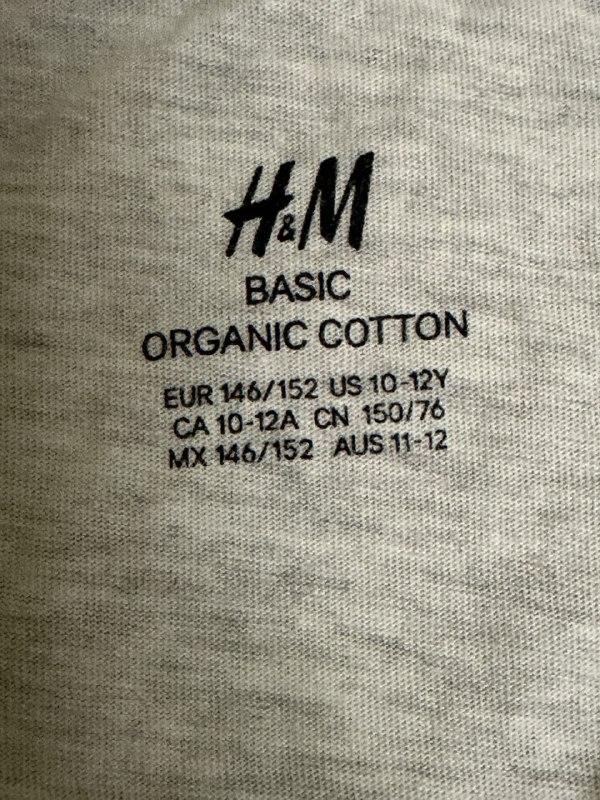 H&M
BASIC
ORGANIC COTTON
EUR 146/152 US 10-12Y
CA 10-12A CN 150/76
MX 146/152 AUS 11-12